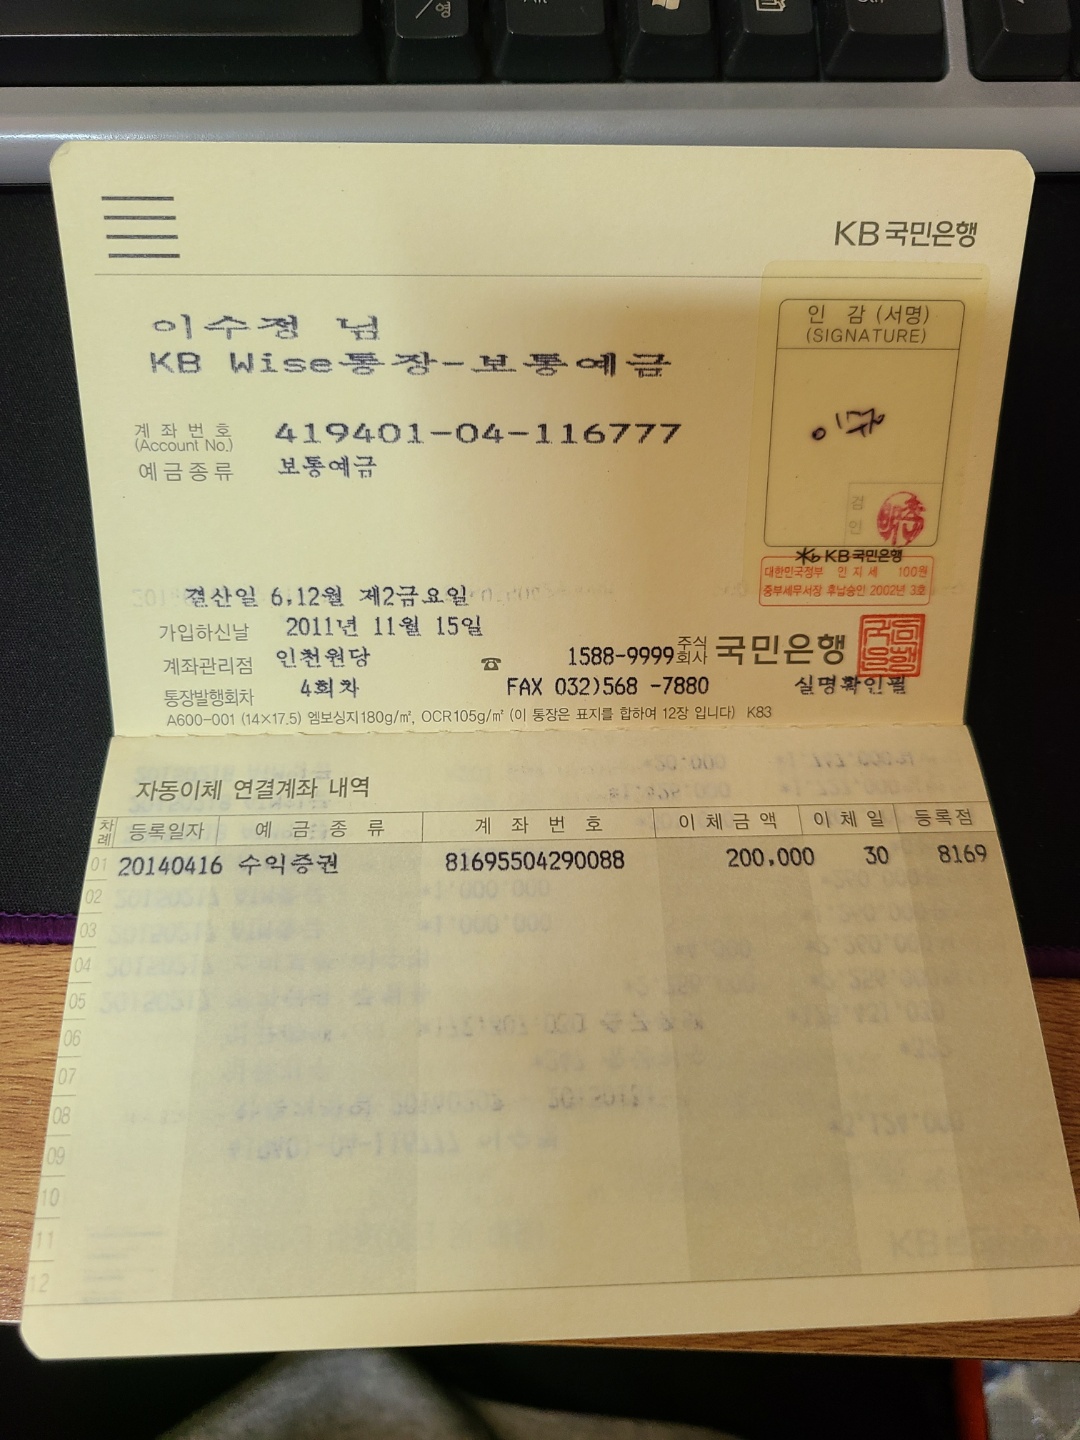 /영
KB 국민은행
인 감 (서명)
(SIGNATURE)
이수정 님
KB Wise통장-보통예금
계좌번호 419401-04-116777
(Account No.)
예금종류 보통예금
검
인
KB 국민은행
대한민국정부 인지세 100원
중부세무서장 후납승인 2002년 3호
결산일 6,12월 제2금요일
가입하신날 2011년 11월 15일
계좌관리점 인천원당 ☎ 1588-9999 주식회사 국민은행
통장발행회차 4회차 FAX 032)568 -7880 실명확인필
A600-001 (14×17.5) 엠보싱지180g/㎡, OCR105g/㎡ (이 통장은 표지를 합하여 12장 입니다) K83
자동이체 연결계좌 내역
차례 등록일자 예금종류 계좌번호 이체금액 이체일 등록점
01 20140416 수익증권 81695504290088 200,000 30 8169
02
03
04
05
06
07
08
09
10
11
12